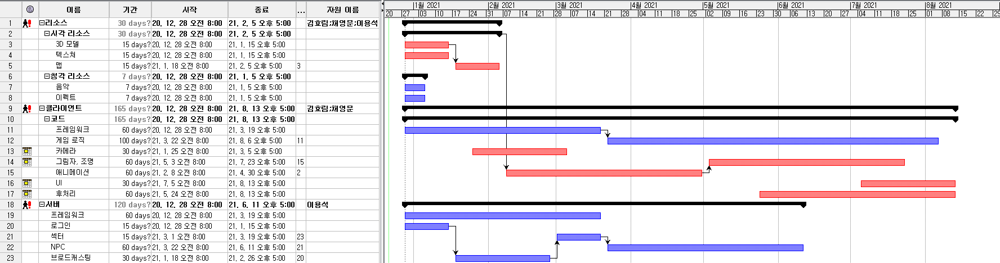 이름 기간 시작 종료 ... 자원 이름
1월 2021 2월 2021 3월 2021 4월 2021 5월 2021 6월 2021 7월 2021 8월 2021
20 27 03 10 17 24 31 07 14 21 28 07 14 21 28 04 11 18 25 02 09 16 23 30 06 13 20 27 04 11 18 25 01 08 15 22 29
1 리소스 30 days? 20. 12. 28 오전 8:00 21. 2. 5 오후 5:00 김효림;채영문;이용석
2 시각 리소스 30 days? 20. 12. 28 오전 8:00 21. 2. 5 오후 5:00
3 3D 모델 15 days? 20. 12. 28 오전 8:00 21. 1. 15 오후 5:00
4 텍스쳐 15 days? 20. 12. 28 오전 8:00 21. 1. 15 오후 5:00
5 맵 15 days? 21. 1. 18 오전 8:00 21. 2. 5 오후 5:00 3
6 청각 리소스 7 days? 20. 12. 28 오전 8:00 21. 1. 5 오후 5:00
7 음악 7 days? 20. 12. 28 오전 8:00 21. 1. 5 오후 5:00
8 이펙트 7 days? 20. 12. 28 오전 8:00 21. 1. 5 오후 5:00
9 클라이언트 165 days? 20. 12. 28 오전 8:00 21. 8. 13 오후 5:00 김효림;채영문
10 코드 165 days? 20. 12. 28 오전 8:00 21. 8. 13 오후 5:00
11 프레임워크 60 days? 20. 12. 28 오전 8:00 21. 3. 19 오후 5:00
12 게임 로직 100 days? 21. 3. 22 오전 8:00 21. 8. 6 오후 5:00 11
13 카메라 30 days? 21. 1. 25 오전 8:00 21. 3. 5 오후 5:00
14 그림자, 조명 60 days 21. 5. 3 오전 8:00 21. 7. 23 오후 5:00 15
15 애니메이션 60 days 21. 2. 8 오전 8:00 21. 4. 30 오후 5:00 2
16 UI 30 days? 21. 7. 5 오전 8:00 21. 8. 13 오후 5:00
17 후처리 60 days 21. 5. 24 오전 8:00 21. 8. 13 오후 5:00
18 서버 120 days? 20. 12. 28 오전 8:00 21. 6. 11 오후 5:00 이용석
19 프레임워크 60 days 20. 12. 28 오전 8:00 21. 3. 19 오후 5:00
20 로그인 15 days? 20. 12. 28 오전 8:00 21. 1. 15 오후 5:00
21 섹터 15 days? 21. 3. 1 오전 8:00 21. 3. 19 오후 5:00 23
22 NPC 60 days? 21. 3. 22 오전 8:00 21. 6. 11 오후 5:00 21
23 브로드캐스팅 30 days? 21. 1. 18 오전 8:00 21. 2. 26 오후 5:00 20